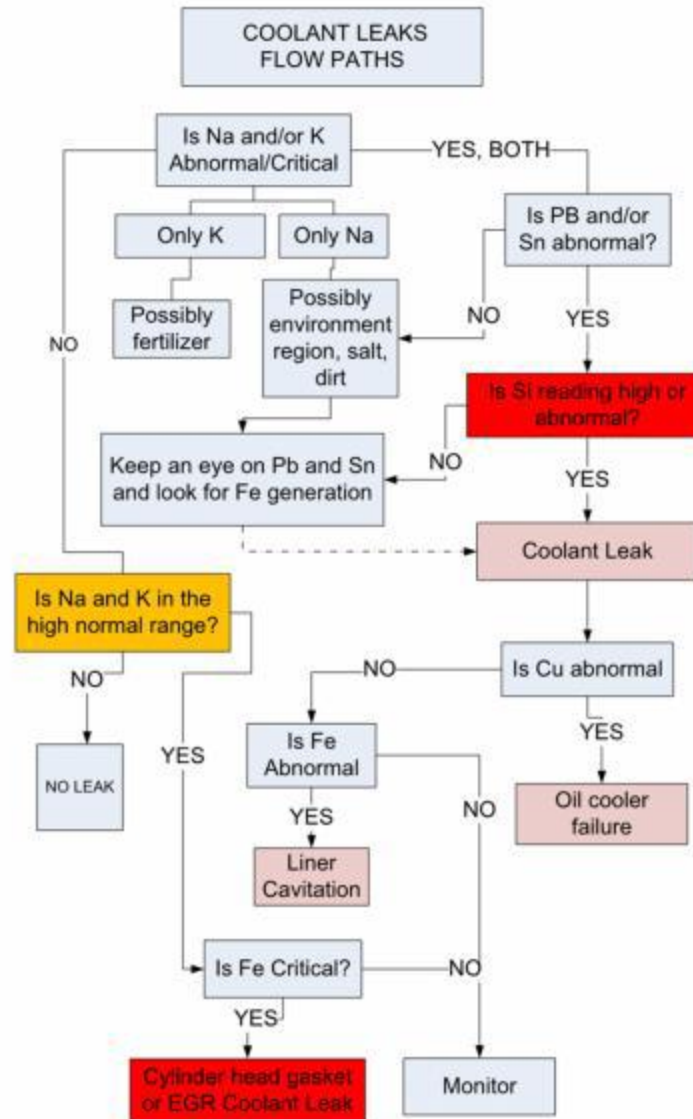 COOLANT LEAKS
FLOW PATHS
Is Na and/or K
Abnormal/Critical
YES, BOTH
Only K
Only Na
Is PB and/or
Sn abnormal?
Possibly
fertilizer
Possibly
environment
region, salt,
dirt
NO
YES
NO
Is Si reading high or
abnormal?
Keep an eye on Pb and Sn
and look for Fe generation
NO
YES
Coolant Leak
Is Na and K in the
high normal range?
NO
Is Cu abnormal
NO
YES
NO LEAK
YES
Is Fe
Abnormal
NO
YES
Oil cooler
failure
Liner
Cavitation
Is Fe Critical?
NO
YES
Cylinder head gasket
or EGR Coolant Leak
Monitor